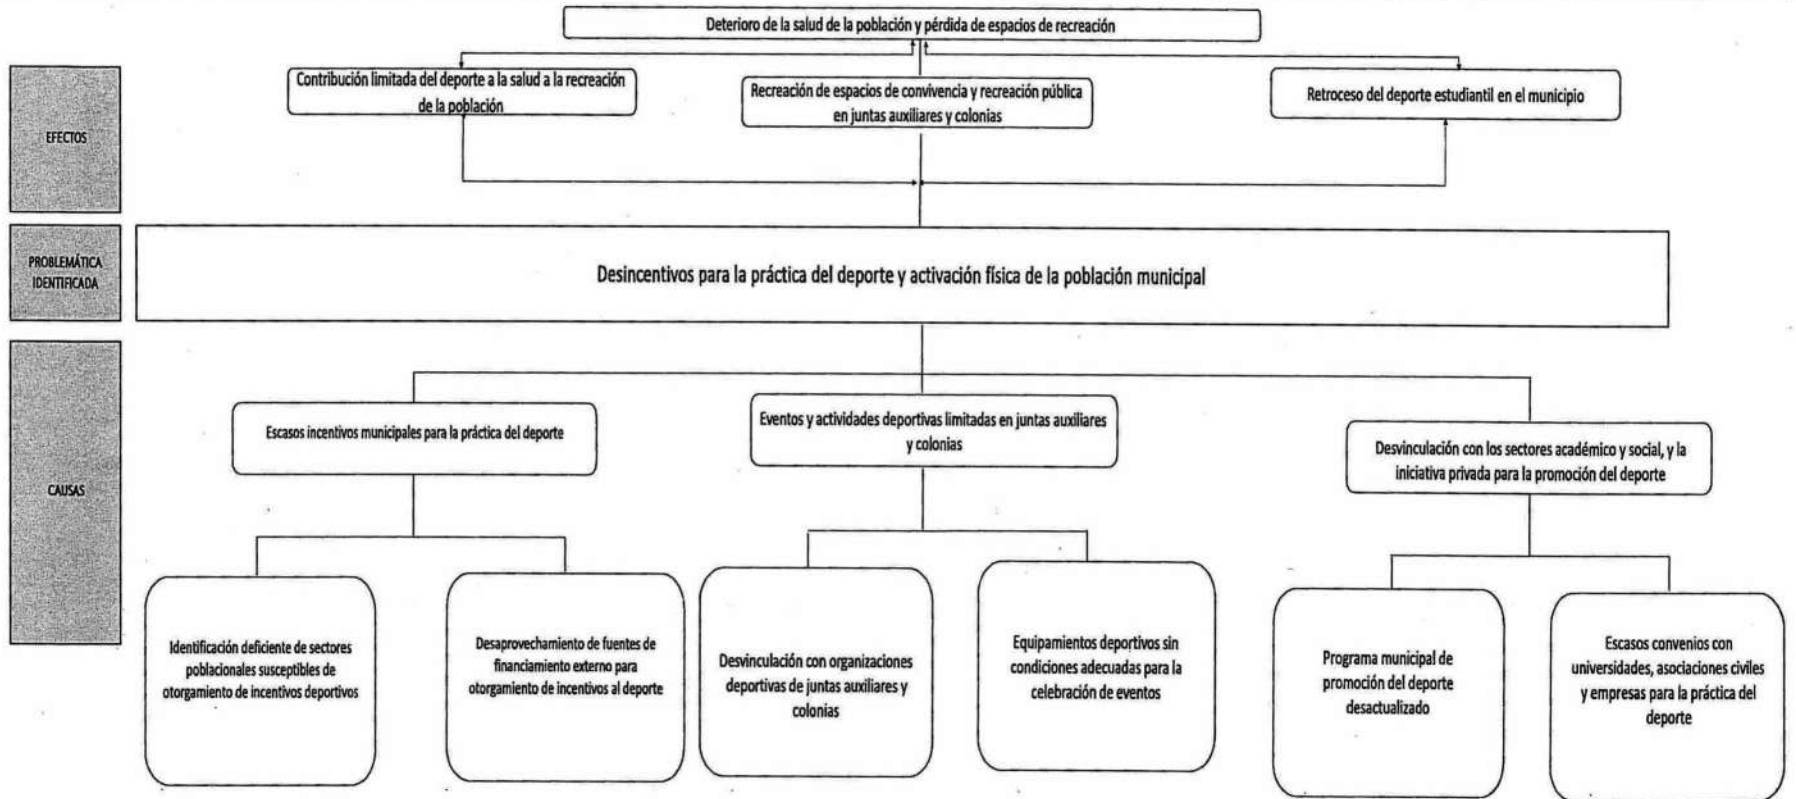 Deterioro de la salud de la población y pérdida de espacios de recreación
Contribución limitada del deporte a la salud a la recreación
de la población
Recreación de espacios de convivencia y recreación pública
en juntas auxiliares y colonias
Retroceso del deporte estudiantil en el municipio
EFECTOS
PROBLEMÁTICA
IDENTIFICADA
Desincentivos para la práctica del deporte y activación física de la población municipal
CAUSAS
Escasos incentivos municipales para la práctica del deporte
Eventos y actividades deportivas limitadas en juntas auxiliares
y colonias
Desvinculación con los sectores académico y social, y la
iniciativa privada para la promoción del deporte
Identificación deficiente de sectores
poblacionales susceptibles de
otorgamiento de incentivos deportivos
Desaprovechamiento de fuentes de
financiamiento externo para
otorgamiento de incentivos al deporte
Desvinculación con organizaciones
deportivas de juntas auxiliares y
colonias
Equipamientos deportivos sin
condiciones adecuadas para la
celebración de eventos
Programa municipal de
promoción del deporte
desactualizado
Escasos convenios con
universidades, asociaciones civiles
y empresas para la práctica del
deporte